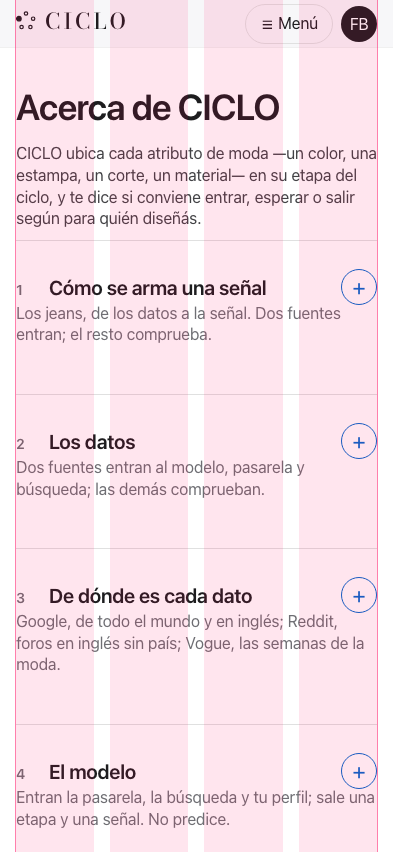 CICLO
≡ Menú
FB
Acerca de CICLO
CICLO ubica cada atributo de moda —un color, una
estampa, un corte, un material— en su etapa del
ciclo, y te dice si conviene entrar, esperar o salir
según para quién diseñás.
1 Cómo se arma una señal +
Los jeans, de los datos a la señal. Dos fuentes
entran; el resto comprueba.
2 Los datos +
Dos fuentes entran al modelo, pasarela y
búsqueda; las demás comprueban.
3 De dónde es cada dato +
Google, de todo el mundo y en inglés; Reddit,
foros en inglés sin país; Vogue, las semanas de la
moda.
4 El modelo +
Entran la pasarela, la búsqueda y tu perfil; sale una
etapa y una señal. No predice.